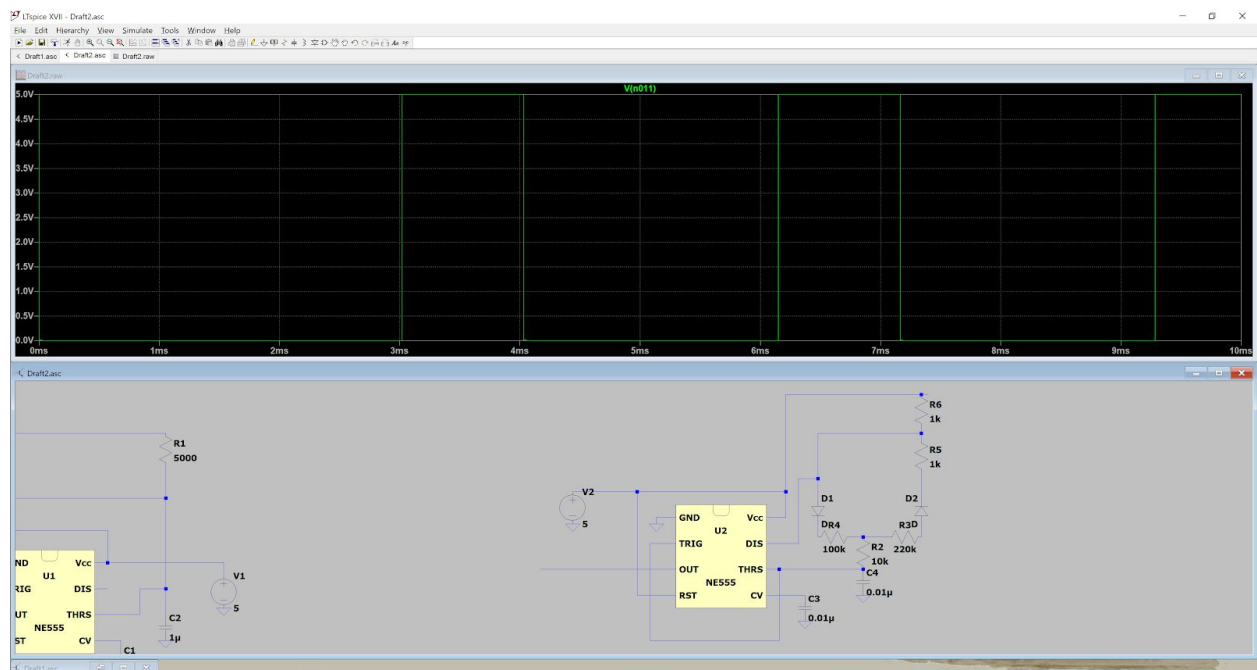 LTspice XVII - Draft2.asc
File Edit Hierarchy View Simulate Tools Window Help
Draft1.asc Draft2.asc Draft2.raw
Draft2.raw
V(n011)
5.0V
4.5V
4.0V
3.5V
3.0V
2.5V
2.0V
1.5V
1.0V
0.5V
0.0V
0ms 1ms 2ms 3ms 4ms 5ms 6ms 7ms 8ms 9ms 10ms
Draft2.asc
R6
1k
R1
5000
R5
1k
V2
5
D1
D2
GND Vcc
U2
TRIG DIS
OUT THRS
NE555
RST CV
D
R4
100k
R3
D
220k
R2
10k
C4
0.01µ
C3
0.01µ
ND Vcc
U1
RIG DIS
UT THRS
NE555
ST CV
V1
5
C2
1µ
C1
Draft1.asc